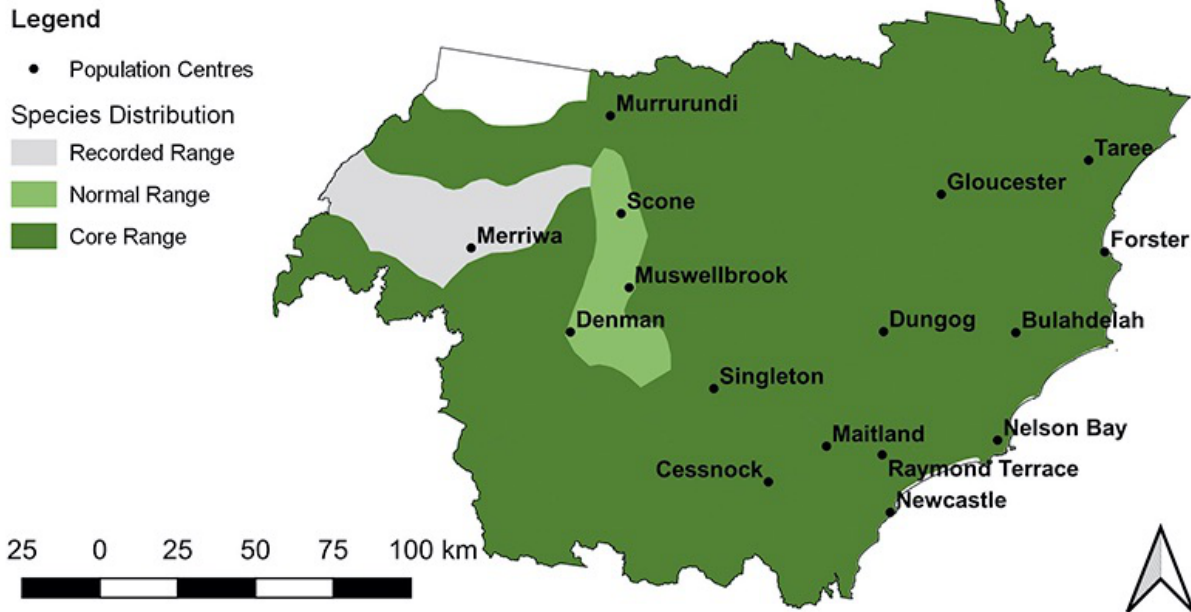 Legend
Population Centres
Species Distribution
Recorded Range
Normal Range
Core Range
Murrurundi
Taree
Gloucester
Scone
Merriwa
Forster
Muswellbrook
Denman
Dungog
Bulahdelah
Singleton
Maitland
Nelson Bay
Cessnock
Raymond Terrace
Newcastle
25 0 25 50 75 100 km